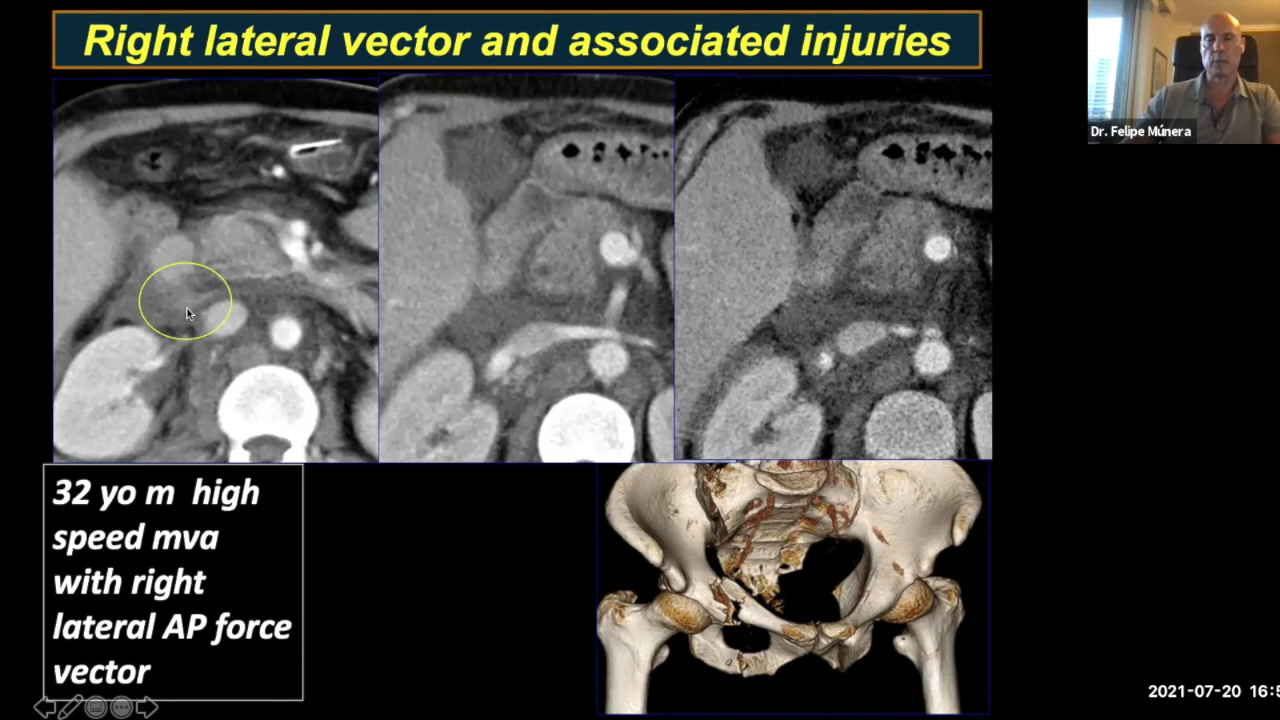 Right lateral vector and associated injuries
Dr. Felipe Múnera
32 yo m high
speed mva
with right
lateral AP force
vector
2021-07-20 16:5